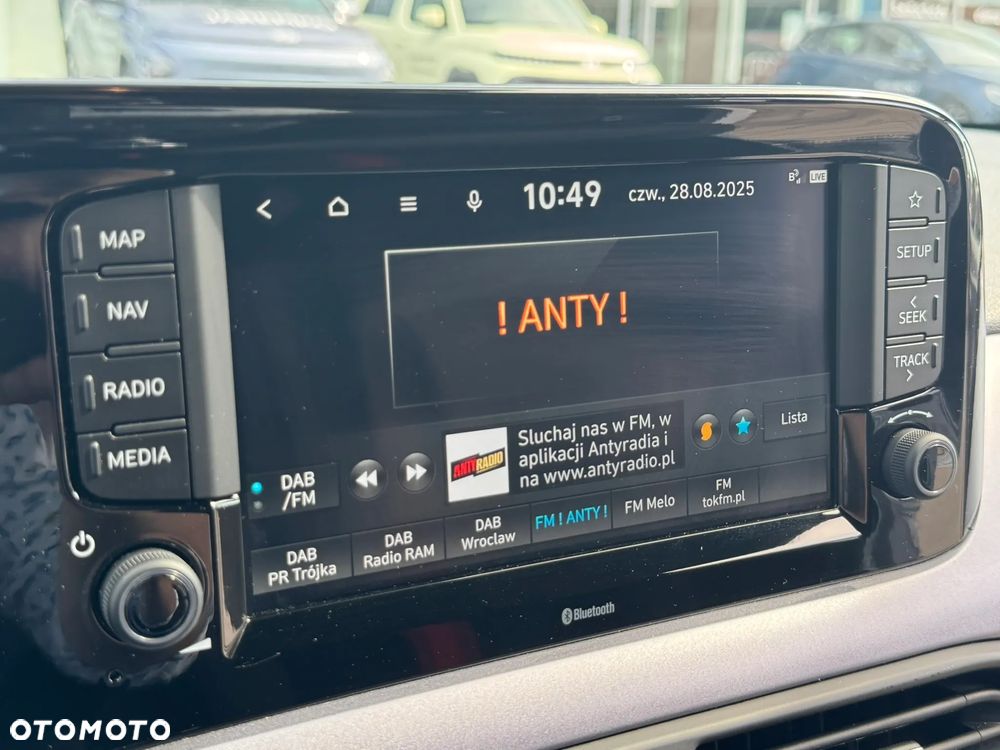 10:49
czw., 28.08.2025
B
LIVE
MAP
NAV
RADIO
MEDIA
SETUP
SEEK
TRACK
! ANTY !
ANTYRADIO
Sluchaj nas w FM, w
aplikacji Antyradia i
na www.antyradio.pl
Lista
DAB
/FM
DAB
PR Trójka
DAB
Radio RAM
DAB
Wroclaw
FM ! ANTY !
FM Melo
FM
tokfm.pl
Bluetooth
OTOMOTO